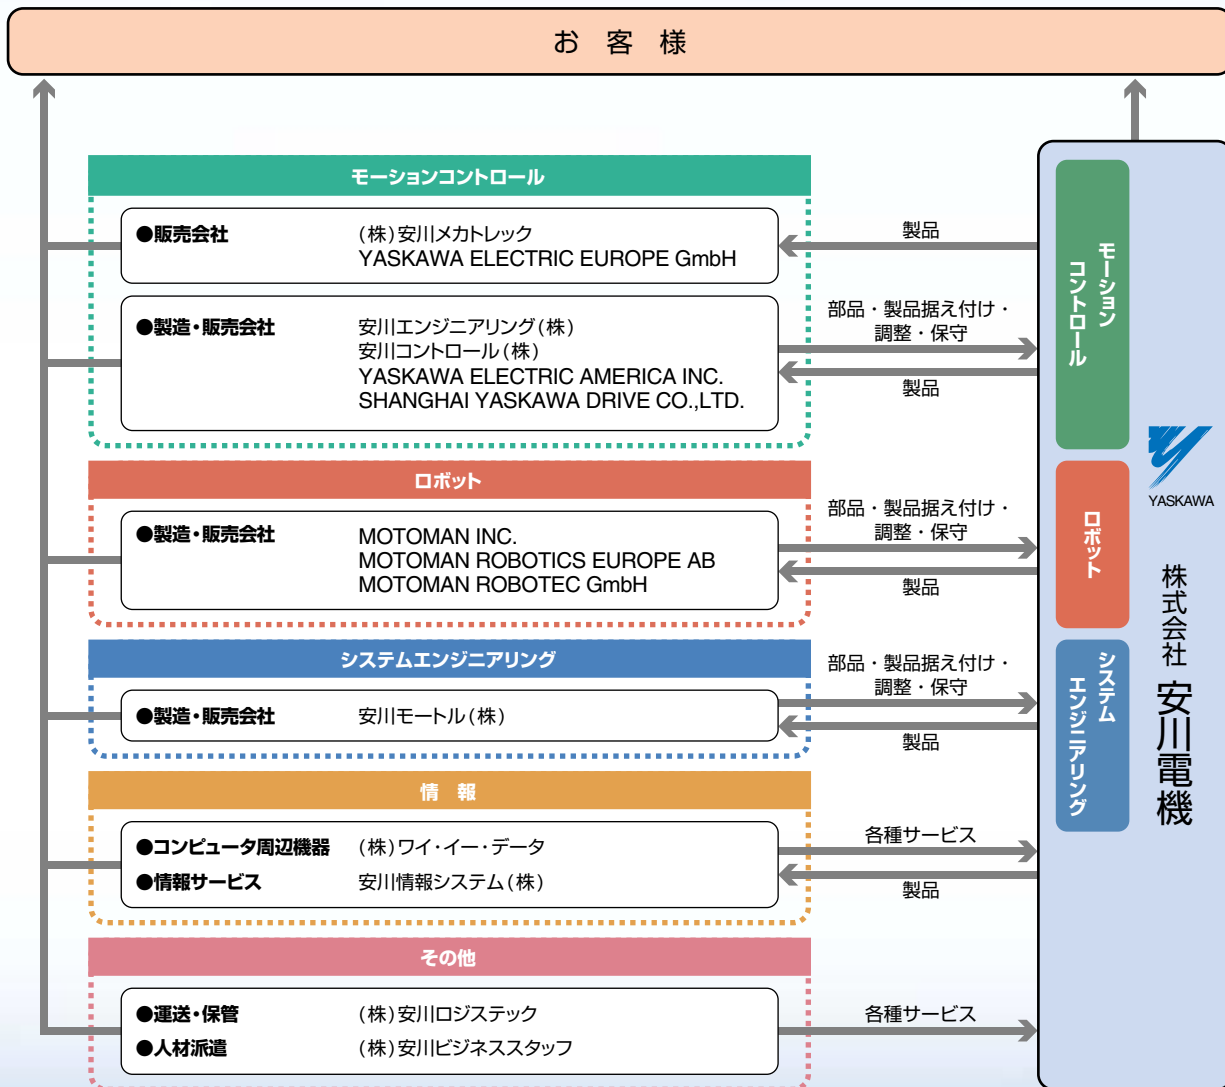 お 客 様
モーションコントロール
●販売会社 (株)安川メカトレック
YASKAWA ELECTRIC EUROPE GmbH
製品
●製造・販売会社 安川エンジニアリング(株)
安川コントロール(株)
YASKAWA ELECTRIC AMERICA INC.
SHANGHAI YASKAWA DRIVE CO.,LTD.
部品・製品据え付け・
調整・保守
製品
ロボット
●製造・販売会社 MOTOMAN INC.
MOTOMAN ROBOTICS EUROPE AB
MOTOMAN ROBOTEC GmbH
部品・製品据え付け・
調整・保守
製品
システムエンジニアリング
●製造・販売会社 安川モートル(株)
部品・製品据え付け・
調整・保守
製品
情 報
●コンピュータ周辺機器 (株)ワイ・イー・データ
●情報サービス 安川情報システム(株)
各種サービス
製品
その他
●運送・保管 (株)安川ロジステック
●人材派遣 (株)安川ビジネススタッフ
各種サービス
モーション
コントロール
ロボット
システム
エンジニアリング
YASKAWA
株式会社 安川電機